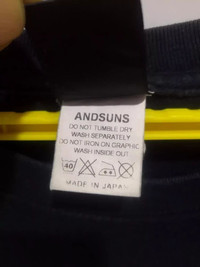 ANDSUNS
DO NOT TUMBLE DRY
WASH SEPARATELY
DO NOT IRON ON GRAPHIC
WASH INSIDE OUT
40
MADE IN JAPAN